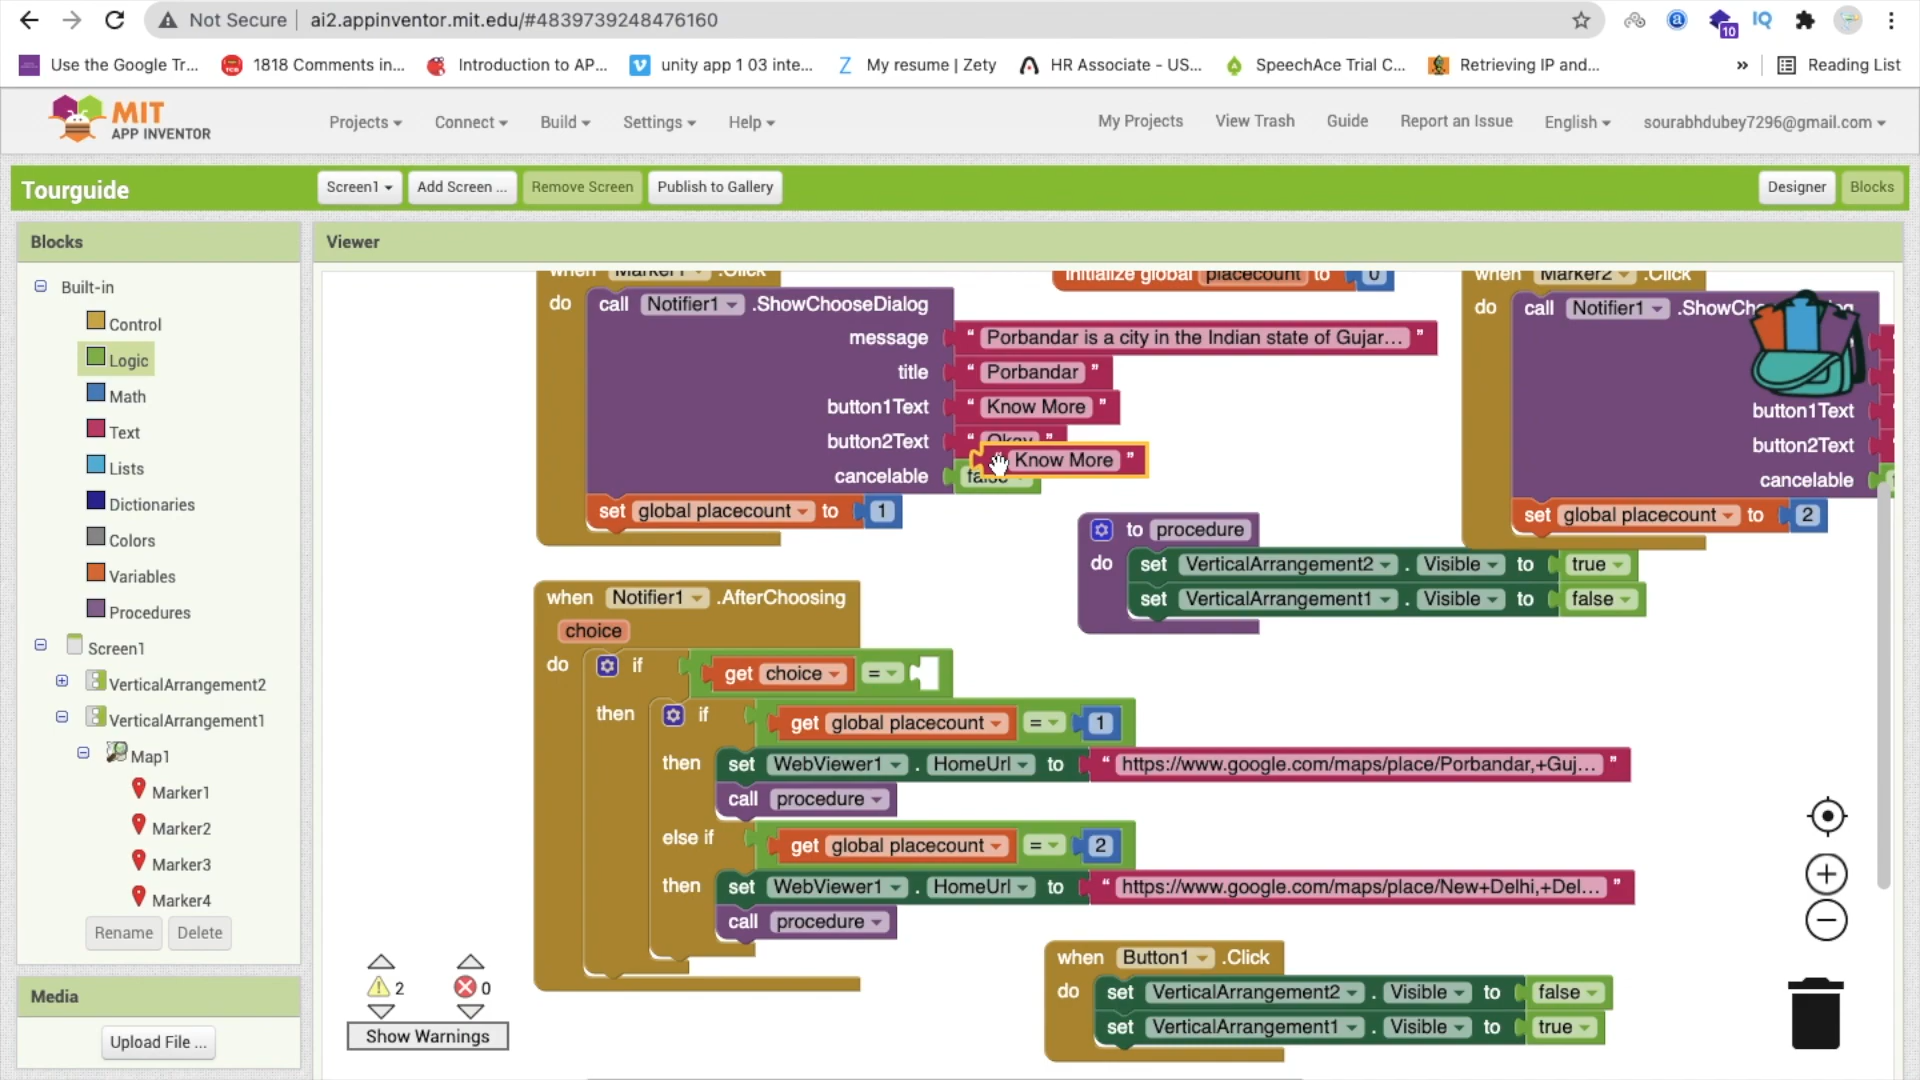 Not Secure | ai2.appinventor.mit.edu/#4839739248476160
10
Use the Google Tr... 1818 Comments in... Introduction to AP... unity app 1 03 inte... My resume | Zety HR Associate - US... SpeechAce Trial C... Retrieving IP and... » Reading List
MIT
APP INVENTOR
Projects Connect Build Settings Help My Projects View Trash Guide Report an Issue English sourabhdubey7296@gmail.com
Tourguide Screen1 Add Screen ... Remove Screen Publish to Gallery Designer Blocks
Blocks
Built-in
Control
Logic
Math
Text
Lists
Dictionaries
Colors
Variables
Procedures
Screen1
VerticalArrangement2
VerticalArrangement1
Map1
Marker1
Marker2
Marker3
Marker4
Rename Delete
Media
Upload File ...
Viewer
when Marker1 .Click
do call Notifier1 .ShowChooseDialog
message “ Porbandar is a city in the Indian state of Gujar... ”
title “ Porbandar ”
button1Text “ Know More ”
button2Text “ Okay ”
“ Know More ”
cancelable false
set global placecount to 1
initialize global placecount to 0
when Marker2 .Click
do call Notifier1
button1Text
button2Text
cancelable
set global placecount to 2
to procedure
do set VerticalArrangement2 . Visible to true
set VerticalArrangement1 . Visible to false
when Notifier1 .AfterChoosing
choice
do if get choice =
then if get global placecount = 1
then set WebViewer1 . HomeUrl to “ https://www.google.com/maps/place/Porbandar,+Guj... ”
call procedure
else if get global placecount = 2
then set WebViewer1 . HomeUrl to “ https://www.google.com/maps/place/New+Delhi,+Del... ”
call procedure
when Button1 .Click
do set VerticalArrangement2 . Visible to false
set VerticalArrangement1 . Visible to true
2 0
Show Warnings